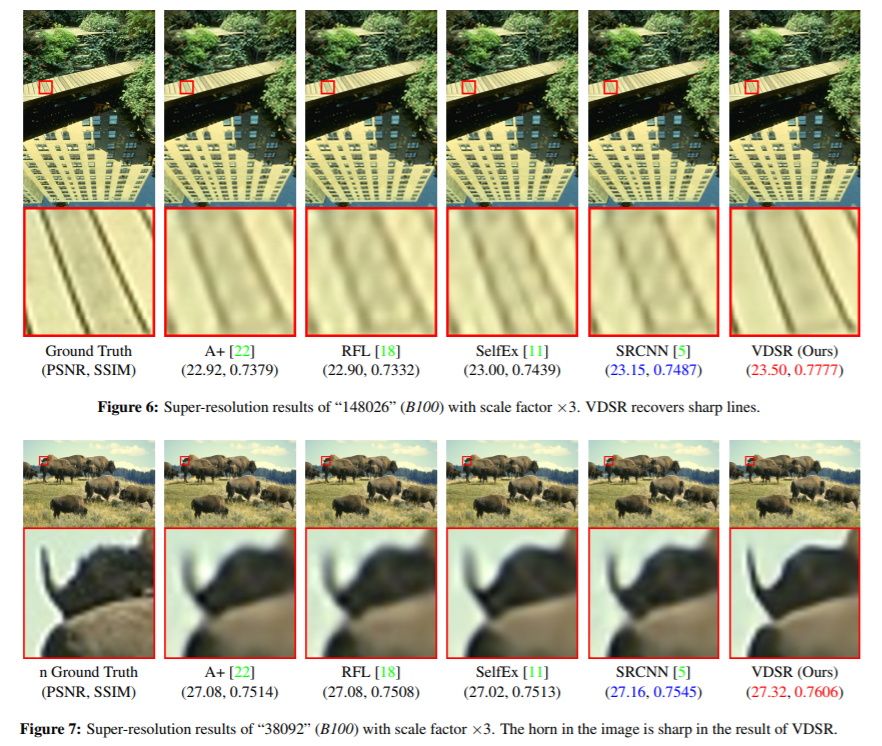 Ground Truth A+ [22] RFL [18] SelfEx [11] SRCNN [5] VDSR (Ours)
(PSNR, SSIM) (22.92, 0.7379) (22.90, 0.7332) (23.00, 0.7439) (23.15, 0.7487) (23.50, 0.7777)
Figure 6: Super-resolution results of “148026” (B100) with scale factor ×3. VDSR recovers sharp lines.
n Ground Truth A+ [22] RFL [18] SelfEx [11] SRCNN [5] VDSR (Ours)
(PSNR, SSIM) (27.08, 0.7514) (27.08, 0.7508) (27.02, 0.7513) (27.16, 0.7545) (27.32, 0.7606)
Figure 7: Super-resolution results of “38092” (B100) with scale factor ×3. The horn in the image is sharp in the result of VDSR.